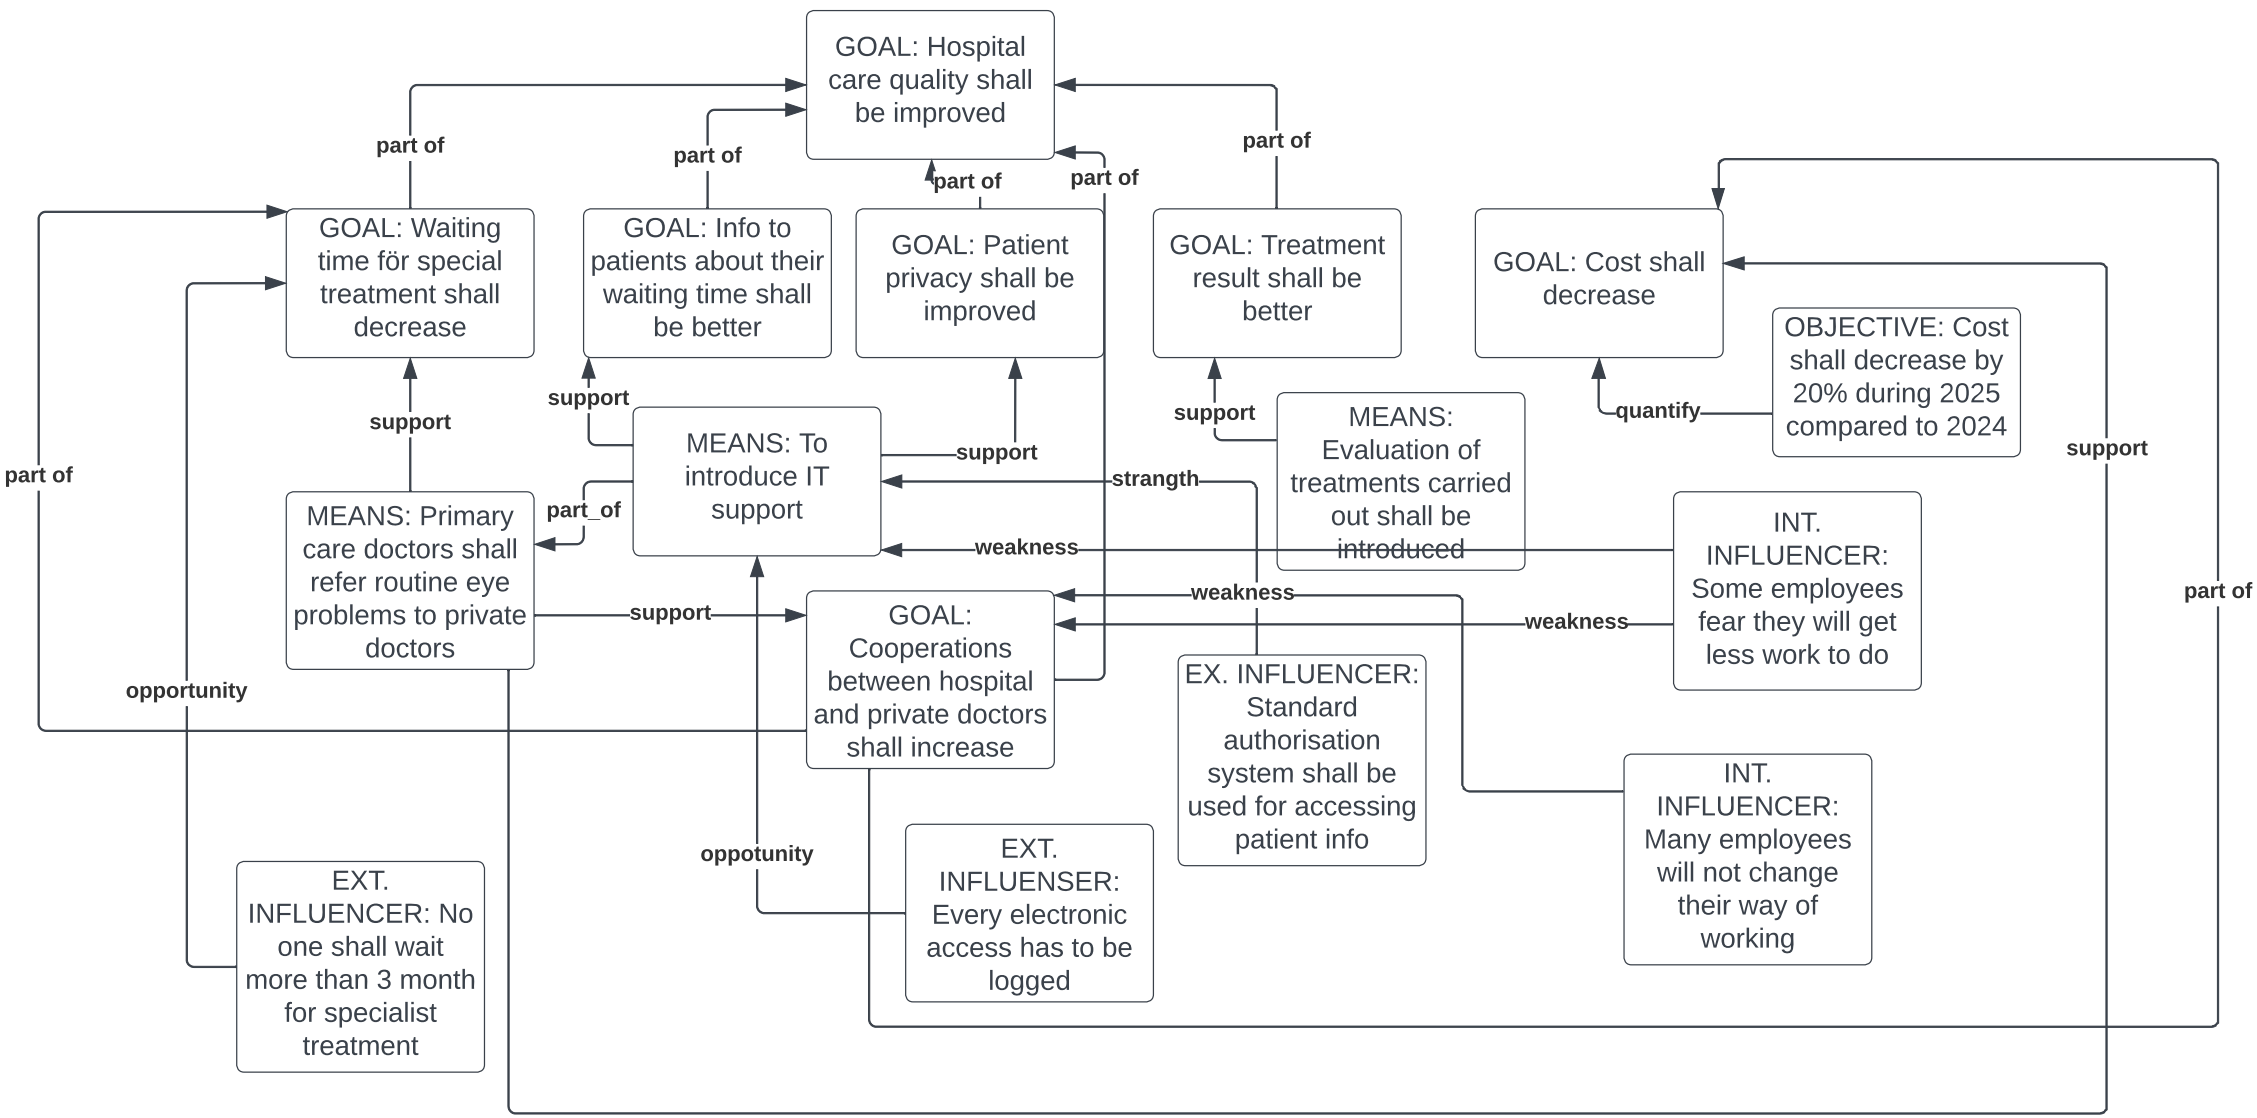 GOAL: Hospital
care quality shall
be improved
part of
part of
part of
part of
part of
GOAL: Waiting
time för special
treatment shall
decrease
GOAL: Info to
patients about their
waiting time shall
be better
GOAL: Patient
privacy shall be
improved
GOAL: Treatment
result shall be
better
GOAL: Cost shall
decrease
OBJECTIVE: Cost
shall decrease by
20% during 2025
compared to 2024
support
support
support
support
quantify
support
part of
MEANS: To
introduce IT
support
MEANS:
Evaluation of
treatments carried
out shall be
introduced
strangth
part_of
weakness
MEANS: Primary
care doctors shall
refer routine eye
problems to private
doctors
INT.
INFLUENCER:
Some employees
fear they will get
less work to do
part of
support
weakness
weakness
GOAL:
Cooperations
between hospital
and private doctors
shall increase
opportunity
EX. INFLUENCER:
Standard
authorisation
system shall be
used for accessing
patient info
INT.
INFLUENCER:
Many employees
will not change
their way of
working
oppotunity
EXT.
INFLUENSER:
Every electronic
access has to be
logged
EXT.
INFLUENCER: No
one shall wait
more than 3 month
for specialist
treatment